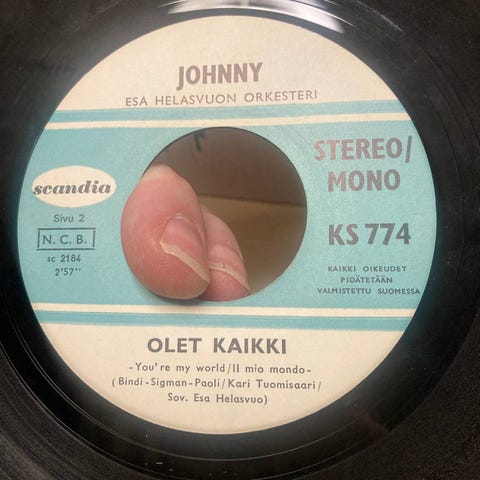 JOHNNY
ESA HELASVUON ORKESTERI
STEREO/
MONO
scandia
Sivu 2
N. C. B.
sc 2184
2'57"
KS 774
KAIKKI OIKEUDET
PIDÄTETÄÄN
VALMISTETTU SUOMESSA
OLET KAIKKI
-You're my world/Il mio mondo-
( Bindi-Sigman-Paoli/Kari Tuomisaari/
Sov. Esa Helasvuo)